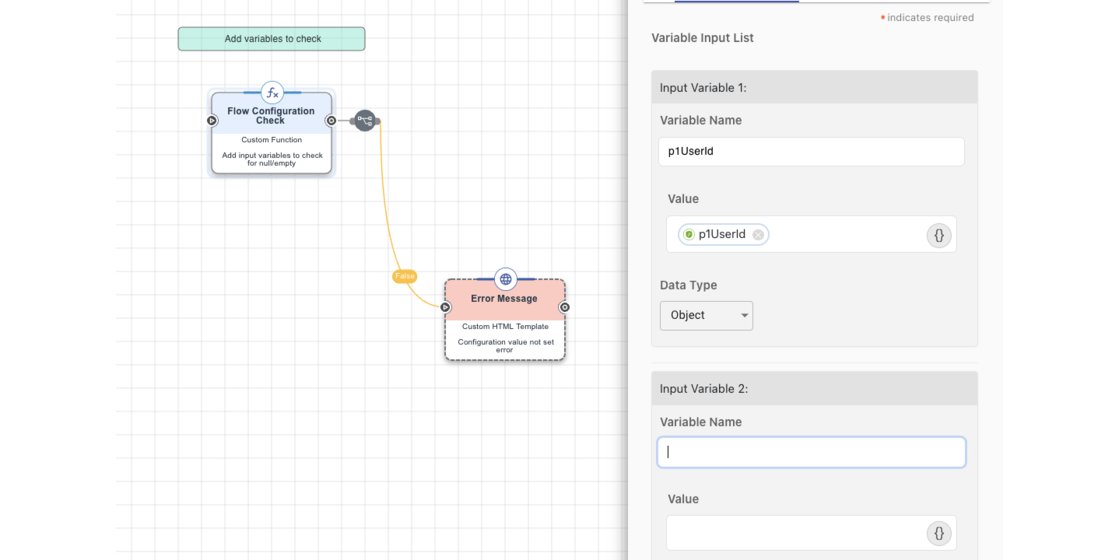 Add variables to check
fx
Flow Configuration
Check
Custom Function
Add input variables to check
for null/empty
False
Error Message
Custom HTML Template
Configuration value not set
error
• indicates required
Variable Input List
Input Variable 1:
Variable Name
p1UserId
Value
p1UserId
{}
Data Type
Object
Input Variable 2:
Variable Name
Value
{}